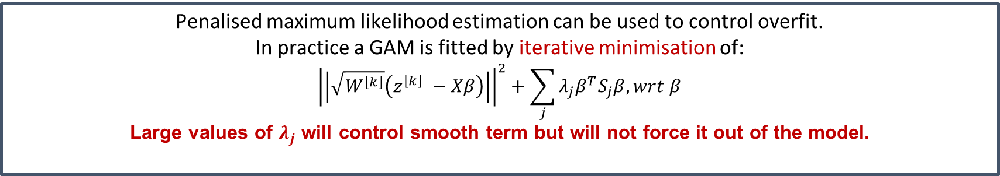 Penalised maximum likelihood estimation can be used to control overfit.
In practice a GAM is fitted by iterative minimisation of:
$\left|\left|\sqrt{W^{[k]}}(z^{[k]} - X\beta)\right|\right|^2 + \sum_j \lambda_j \beta^T S_j \beta, wrt\ \beta$
Large values of $\lambda_j$ will control smooth term but will not force it out of the model.